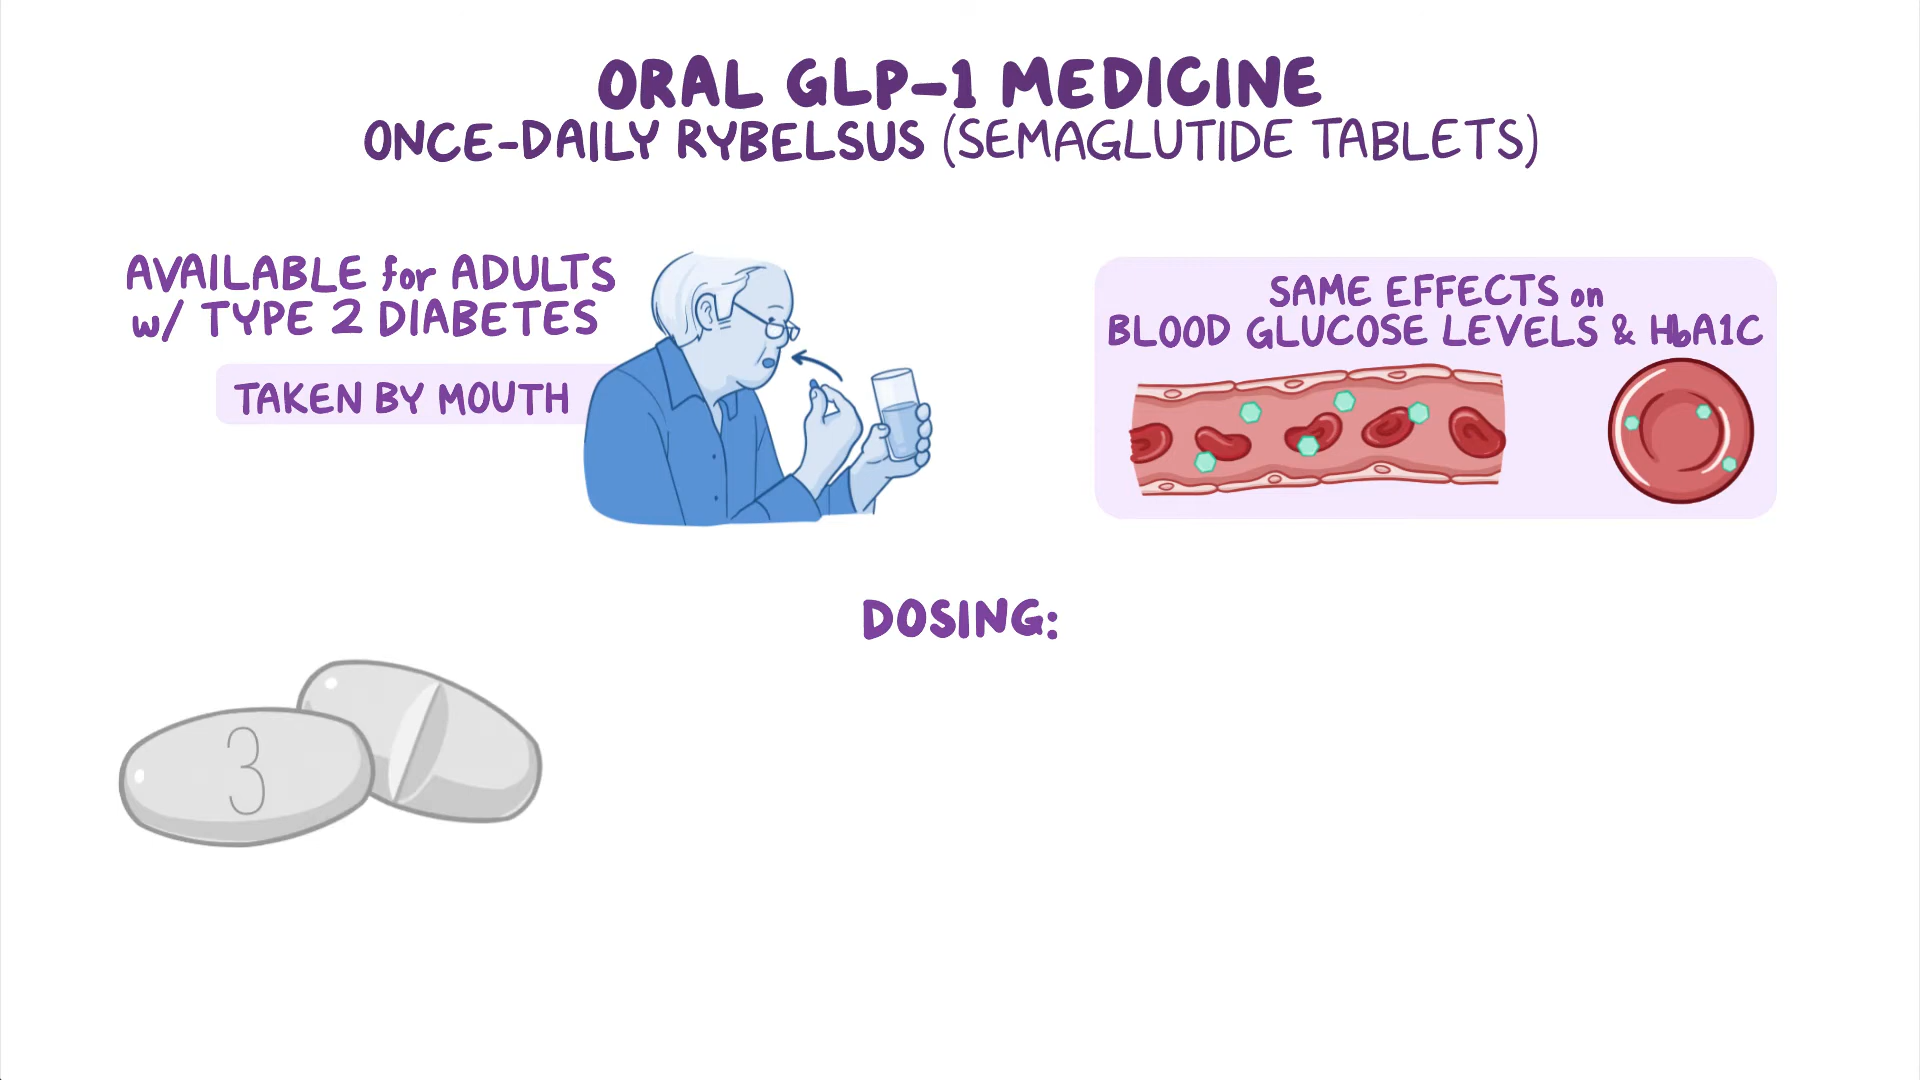 ORAL GLP-1 MEDICINE
ONCE-DAILY RYBELSUS (SEMAGLUTIDE TABLETS)
AVAILABLE for ADULTS
w/ TYPE 2 DIABETES
TAKEN BY MOUTH
SAME EFFECTS on
BLOOD GLUCOSE LEVELS & HbA1C
DOSING:
3